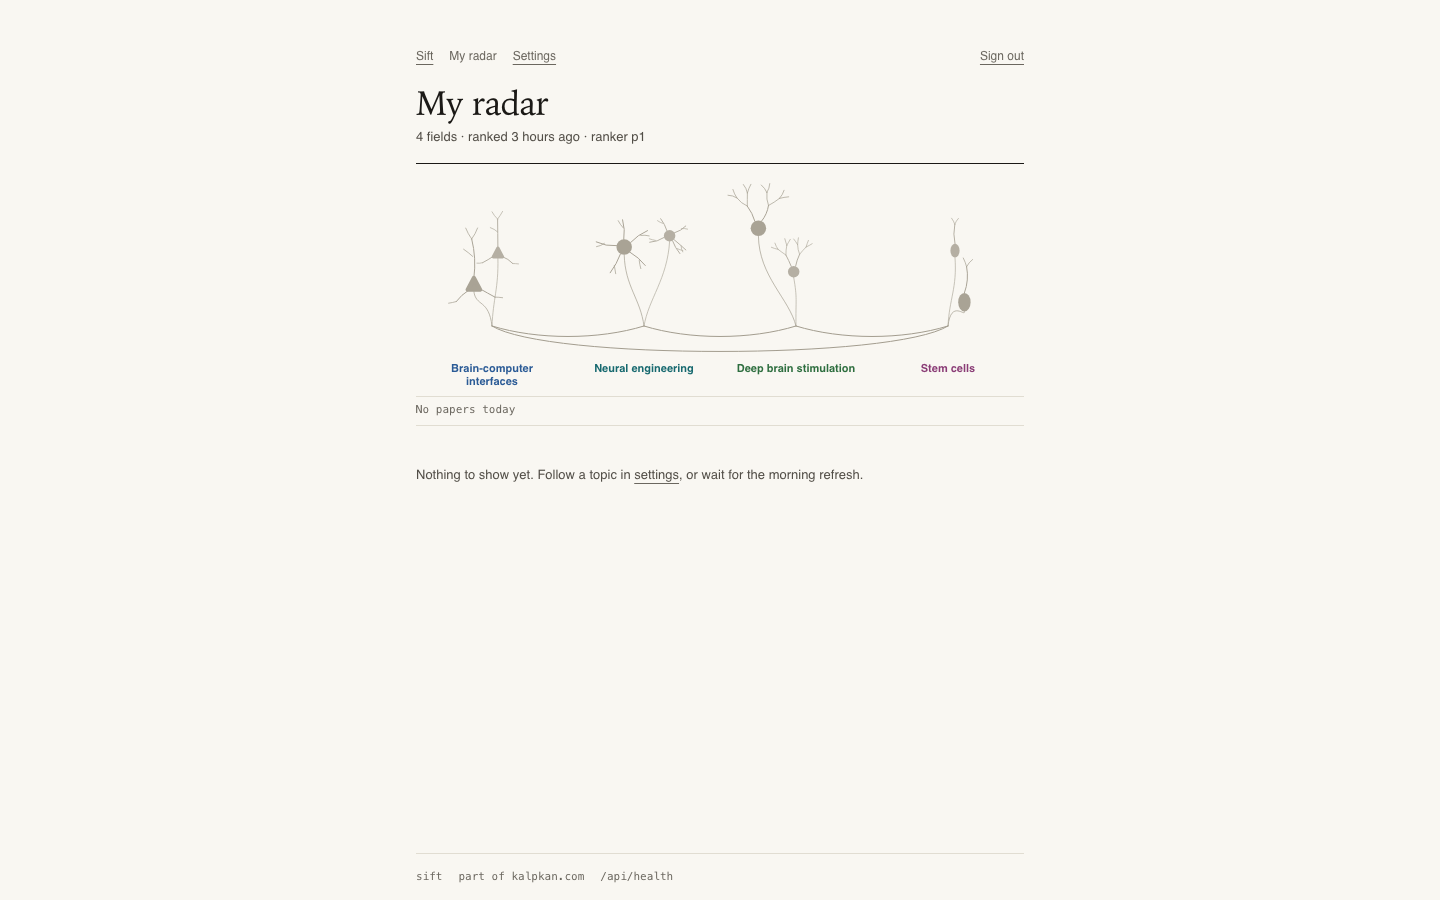 Sift My radar Settings Sign out
My radar
4 fields · ranked 3 hours ago · ranker p1
Brain-computer
interfaces
Neural engineering
Deep brain stimulation
Stem cells
No papers today
Nothing to show yet. Follow a topic in settings, or wait for the morning refresh.
sift part of kalpkan.com /api/health